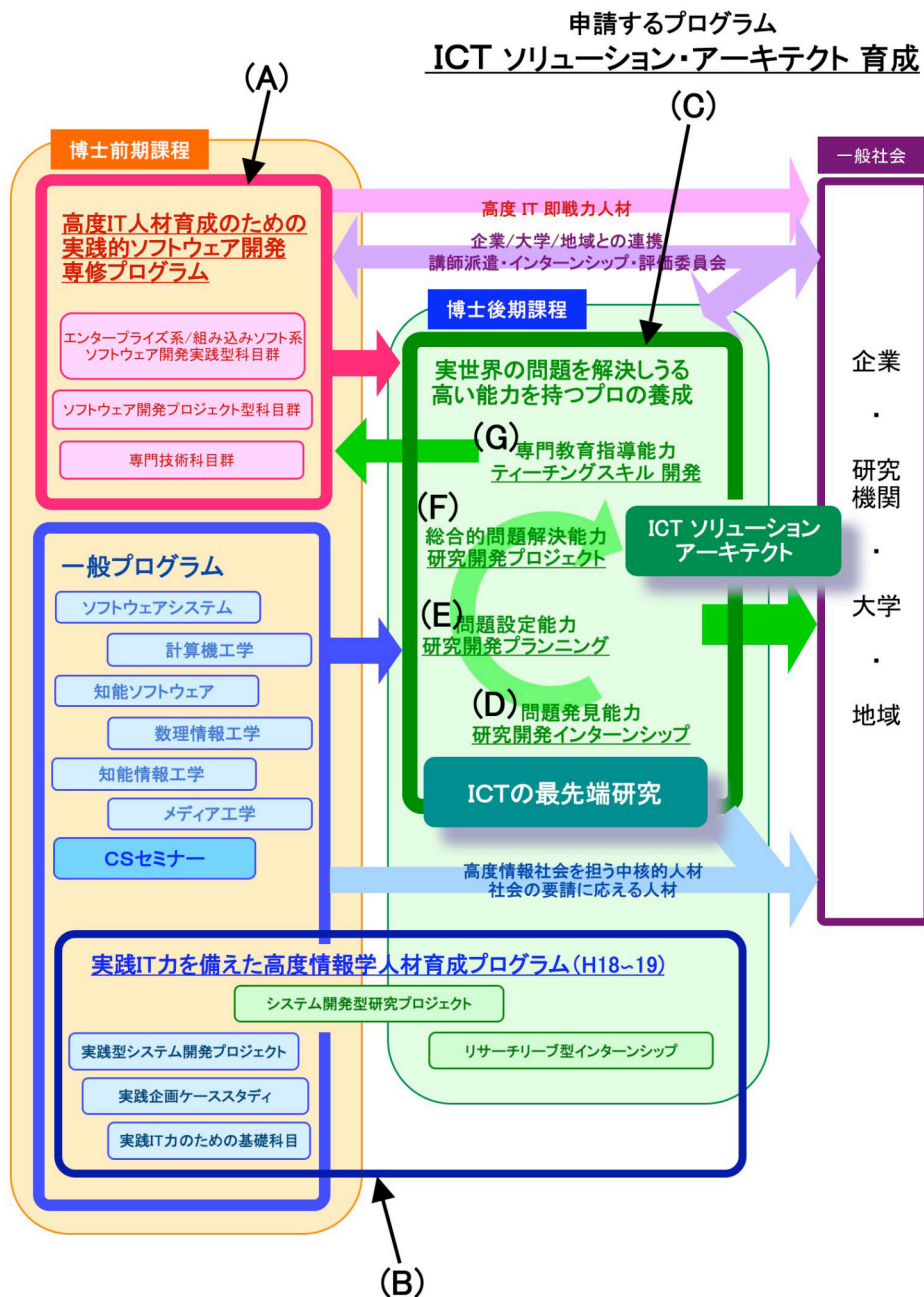 申請するプログラム
ICT ソリューション・アーキテクト 育成
(A)
(C)
博士前期課程
一般社会
高度IT人材育成のための
実践的ソフトウェア開発
専修プログラム
高度 IT 即戦力人材
企業/大学/地域との連携
講師派遣・インターンシップ・評価委員会
博士後期課程
エンタープライズ系/組み込みソフト系
ソフトウェア開発実践型科目群
ソフトウェア開発プロジェクト型科目群
専門技術科目群
実世界の問題を解決しうる
高い能力を持つプロの養成
(G)
専門教育指導能力
ティーチングスキル 開発
(F)
総合的問題解決能力
研究開発プロジェクト
ICT ソリューション
アーキテクト
(E)
問題設定能力
研究開発プランニング
(D)
問題発見能力
研究開発インターンシップ
ICTの最先端研究
企業
・
研究
機関
・
大学
・
地域
一般プログラム
ソフトウェアシステム
計算機工学
知能ソフトウェア
数理情報工学
知能情報工学
メディア工学
CSセミナー
高度情報社会を担う中核的人材
社会の要請に応える人材
実践IT力を備えた高度情報学人材育成プログラム(H18~19)
システム開発型研究プロジェクト
実践型システム開発プロジェクト
リサーチリーブ型インターンシップ
実践企画ケーススタディ
実践IT力のための基礎科目
(B)